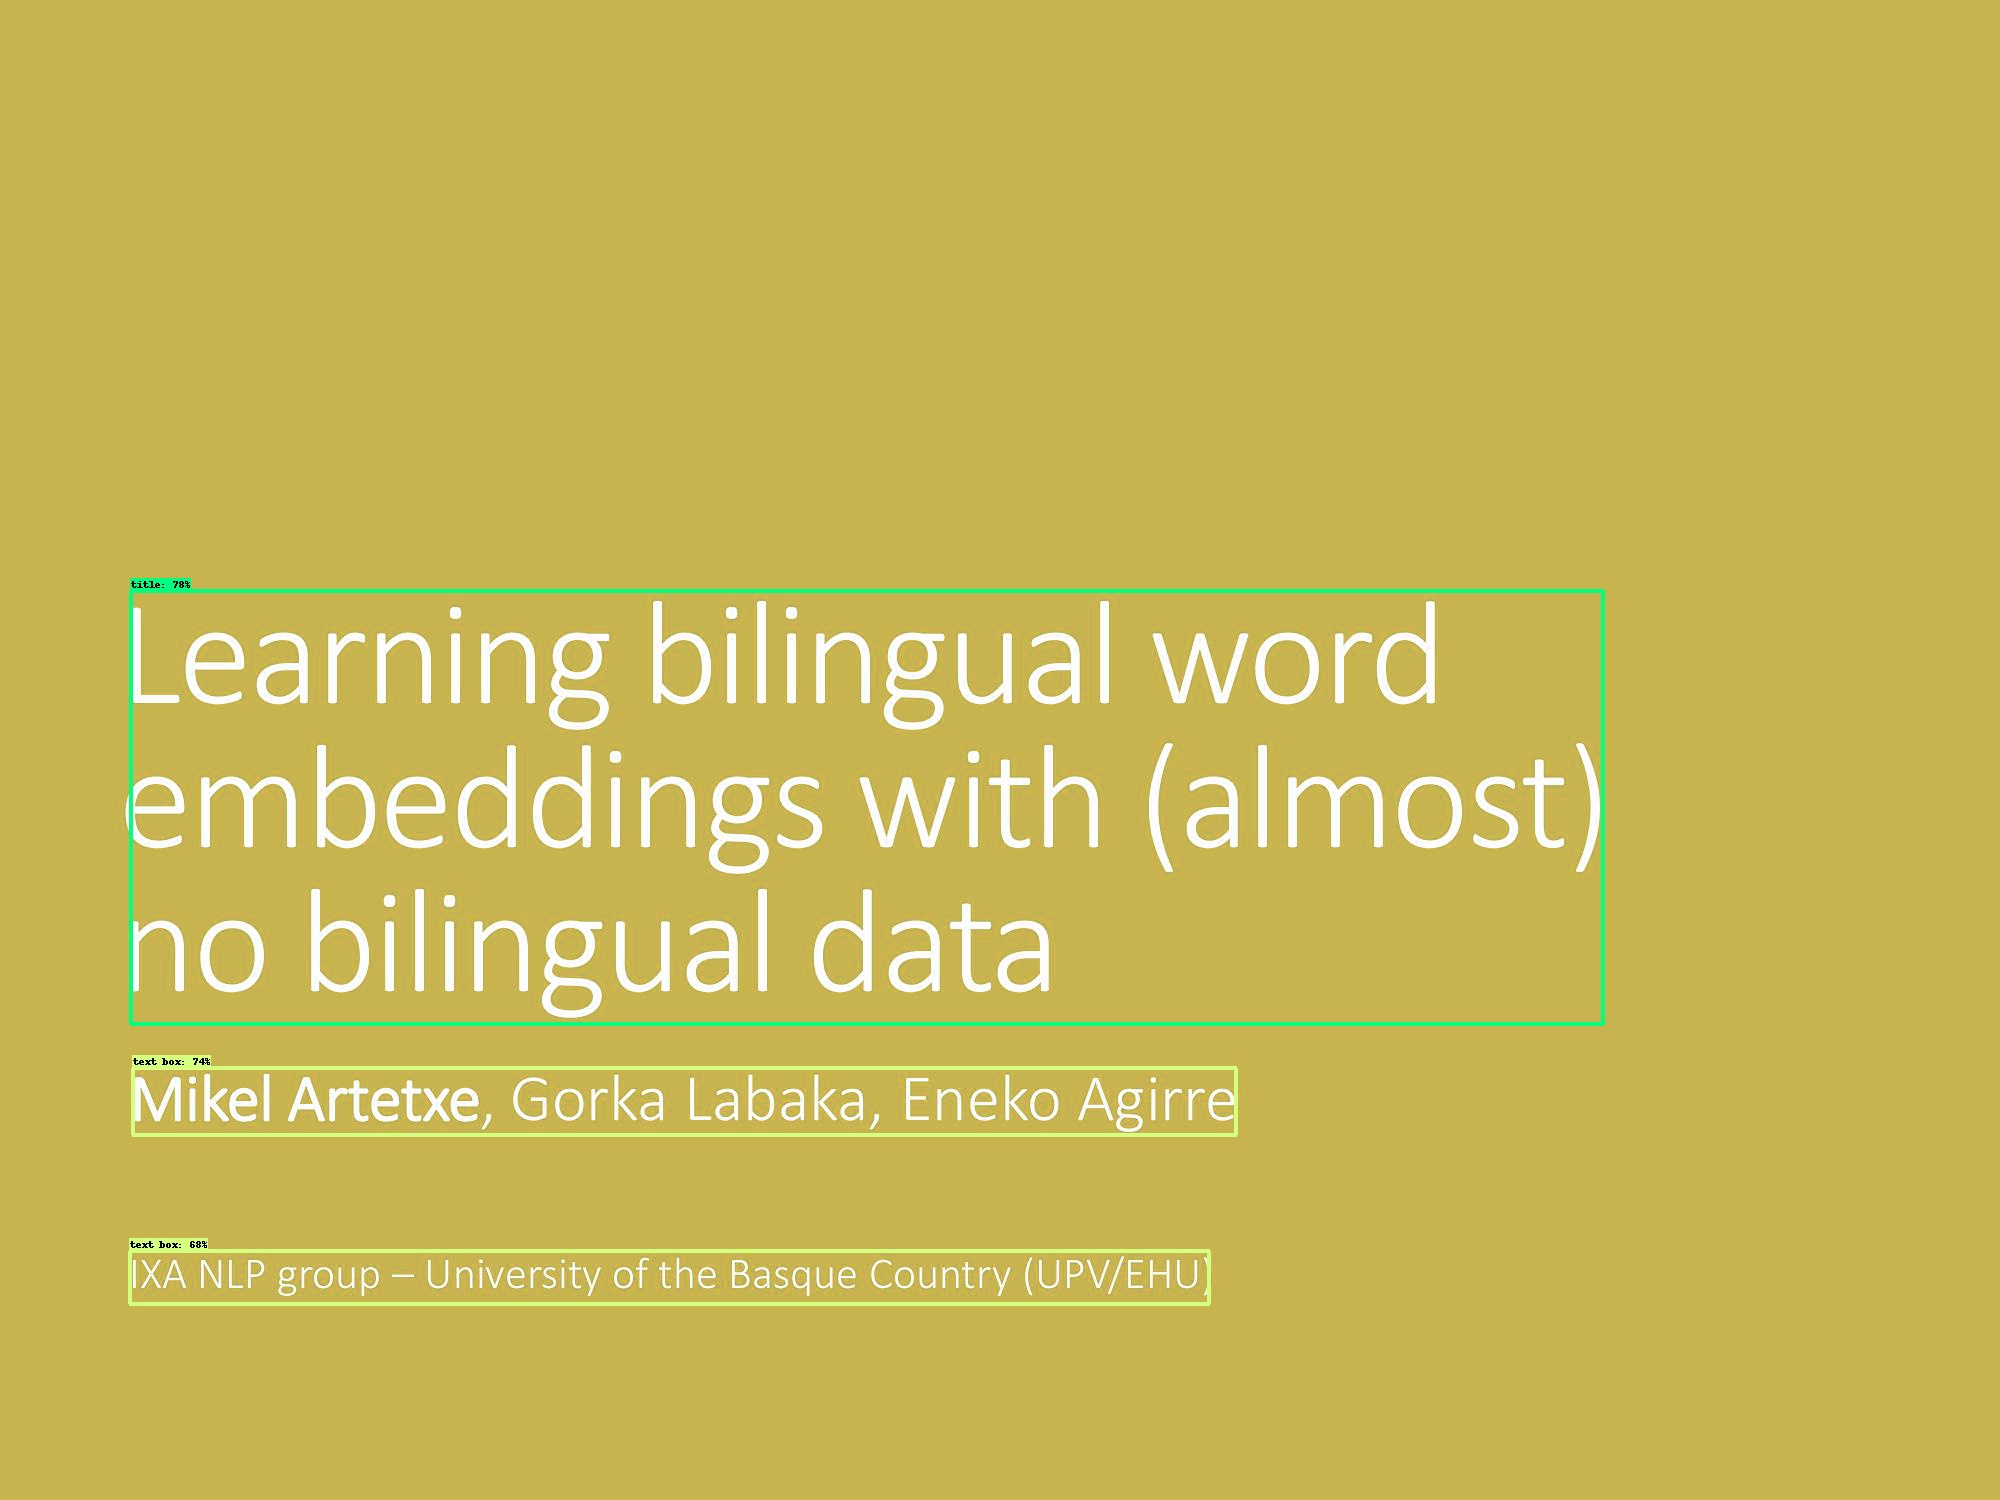 title: 78%
Learning bilingual word
embeddings with (almost)
no bilingual data
text box: 74%
Mikel Artetxe, Gorka Labaka, Eneko Agirre
text box: 68%
IXA NLP group – University of the Basque Country (UPV/EHU)